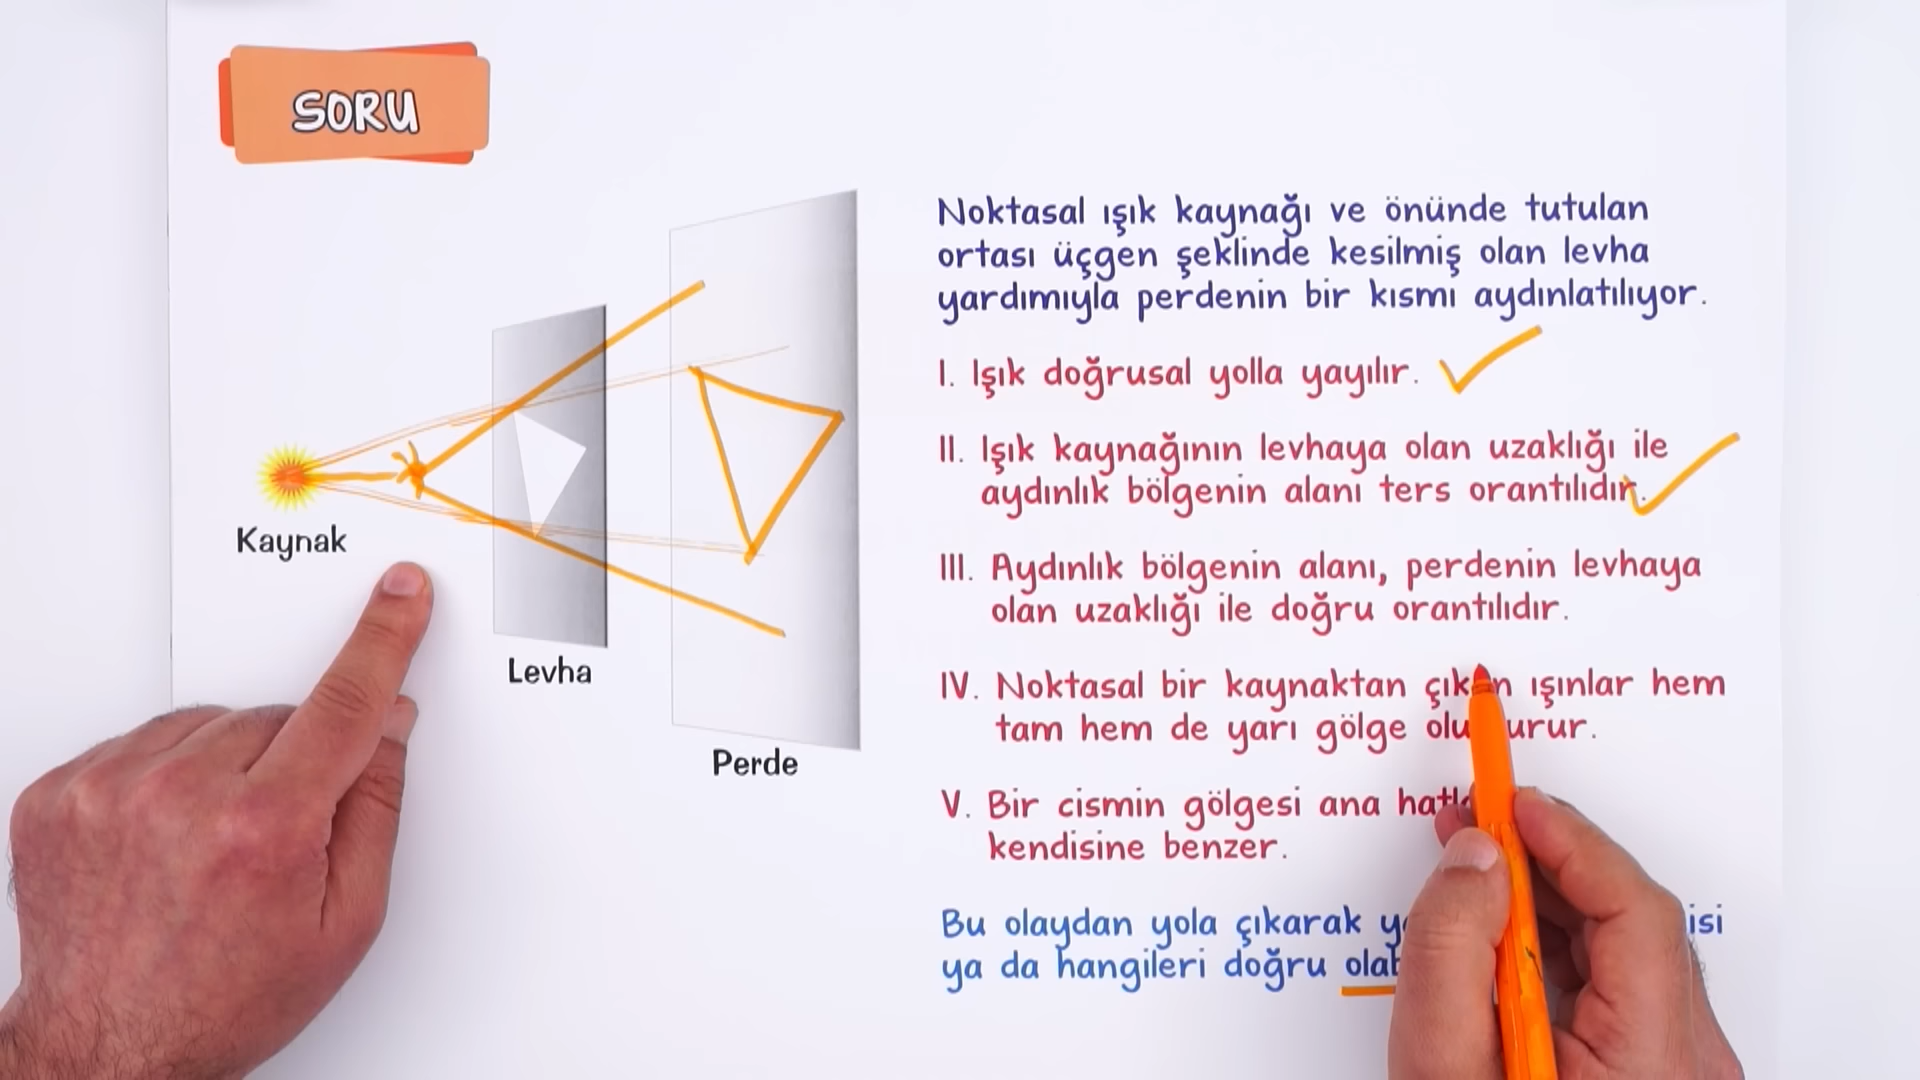 SORU
Noktasal ışık kaynağı ve önünde tutulan
ortası üçgen şeklinde kesilmiş olan levha
yardımıyla perdenin bir kısmı aydınlatılıyor.
I. Işık doğrusal yolla yayılır.
II. Işık kaynağının levhaya olan uzaklığı ile
aydınlık bölgenin alanı ters orantılıdır.
III. Aydınlık bölgenin alanı, perdenin levhaya
olan uzaklığı ile doğru orantılıdır.
IV. Noktasal bir kaynaktan çıkan ışınlar hem
tam hem de yarı gölge oluşturur.
V. Bir cismin gölgesi ana
kendisine benzer.
Bu olaydan yola çıkarak
ya da hangileri doğru
Kaynak
Levha
Perde